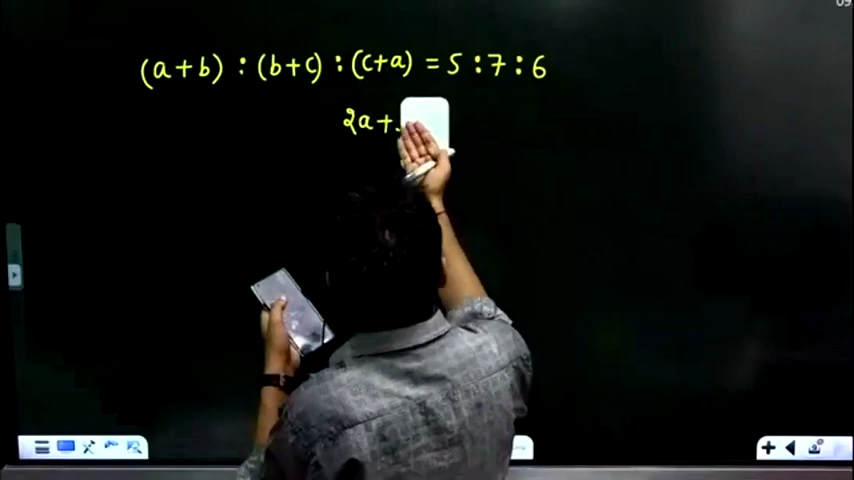 (a+b) : (b+c) : (c+a) = 5 : 7 : 6
2a+